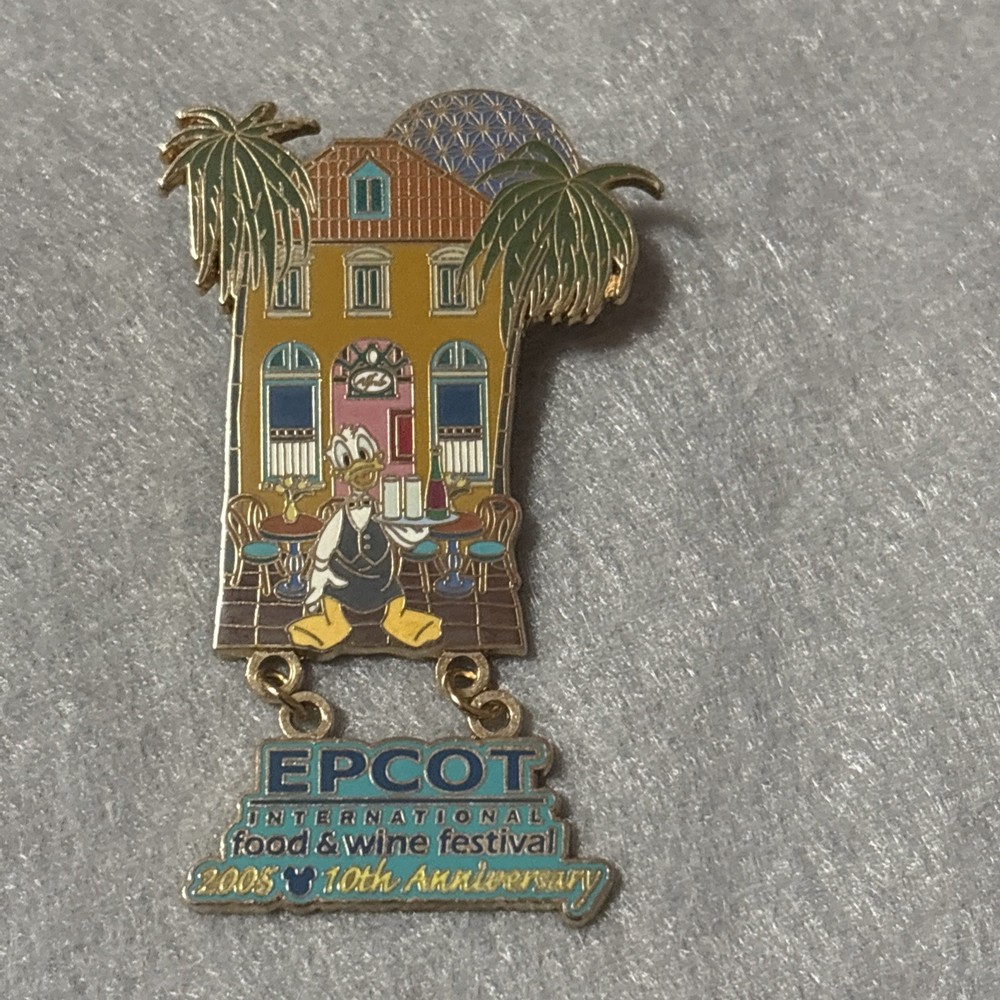 EPCOT
INTERNATIONAL
food & wine festival
2005 10th Anniversary